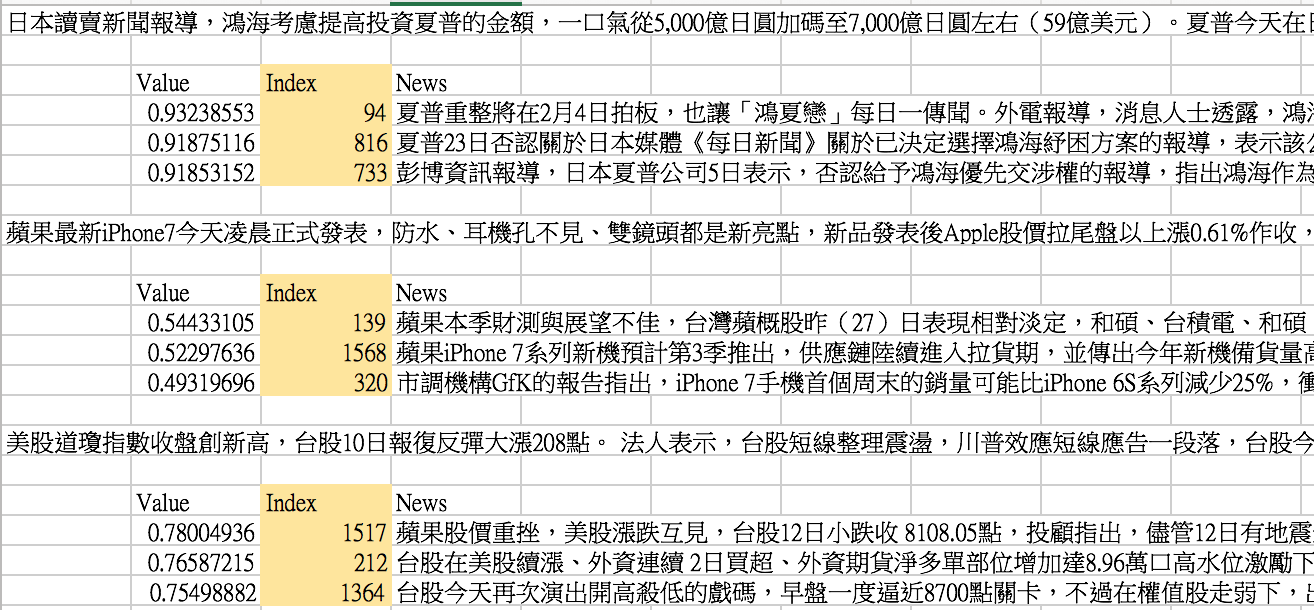 日本讀賣新聞報導，鴻海考慮提高投資夏普的金額，一口氣從5,000億日圓加碼至7,000億日圓左右（59億美元）。夏普今天在
Value Index News
0.93238553 94 夏普重整將在2月4日拍板，也讓「鴻夏戀」每日一傳聞。外電報導，消息人士透露，鴻
0.91875116 816 夏普23日否認關於日本媒體《每日新聞》關於已決定選擇鴻海紓困方案的報導，表示該
0.91853152 733 彭博資訊報導，日本夏普公司5日表示，否認給予鴻海優先交涉權的報導，指出鴻海作為
蘋果最新iPhone7今天凌晨正式發表，防水、耳機孔不見、雙鏡頭都是新亮點，新品發表後Apple股價拉尾盤以上漲0.61%作收，
Value Index News
0.54433105 139 蘋果本季財測與展望不佳，台灣蘋概股昨（27）日表現相對淡定，和碩、台積電、和碩
0.52297636 1568 蘋果iPhone 7系列新機預計第3季推出，供應鏈陸續進入拉貨期，並傳出今年新機備貨量高
0.49319696 320 市調機構GfK的報告指出，iPhone 7手機首個周末的銷量可能比iPhone 6S系列減少25%，衝
美股道瓊指數收盤創新高，台股10日報復反彈大漲208點。 法人表示，台股短線整理震盪，川普效應短線應告一段落，台股今
Value Index News
0.78004936 1517 蘋果股價重挫，美股漲跌互見，台股12日小跌收 8108.05點，投顧指出，儘管12日有地震
0.76587215 212 台股在美股續漲、外資連續 2日買超、外資期貨淨多單部位增加達8.96萬口高水位激勵下
0.75498882 1364 台股今天再次演出開高殺低的戲碼，早盤一度逼近8700點關卡，不過在權值股走弱下，